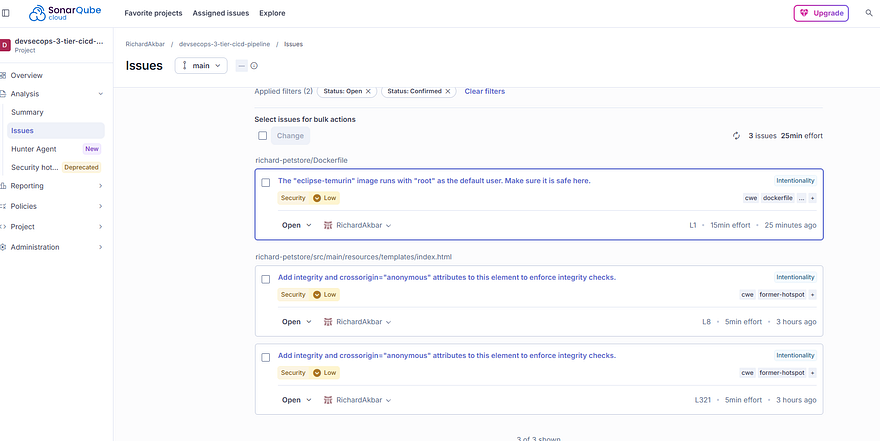 SonarQube cloud
Favorite projects Assigned issues Explore
Upgrade
D devsecops-3-tier-cicd-...
Project
Overview
Analysis
Summary
Issues
Hunter Agent New
Security hot... Deprecated
Reporting
Policies
Project
Administration
RichardAkbar / devsecops-3-tier-cicd-pipeline / Issues
Issues main ...
Applied filters (2) Status: Open Status: Confirmed Clear filters
Select issues for bulk actions
Change 3 issues 25min effort
richard-petstore/Dockerfile
The "eclipse-temurin" image runs with "root" as the default user. Make sure it is safe here. Intentionality
Security Low cwe dockerfile ... +
Open RichardAkbar L1 • 15min effort • 25 minutes ago
richard-petstore/src/main/resources/templates/index.html
Add integrity and crossorigin="anonymous" attributes to this element to enforce integrity checks. Intentionality
Security Low cwe former-hotspot +
Open RichardAkbar L8 • 5min effort • 3 hours ago
Add integrity and crossorigin="anonymous" attributes to this element to enforce integrity checks. Intentionality
Security Low cwe former-hotspot +
Open RichardAkbar L321 • 5min effort • 3 hours ago
3 of 3 shown